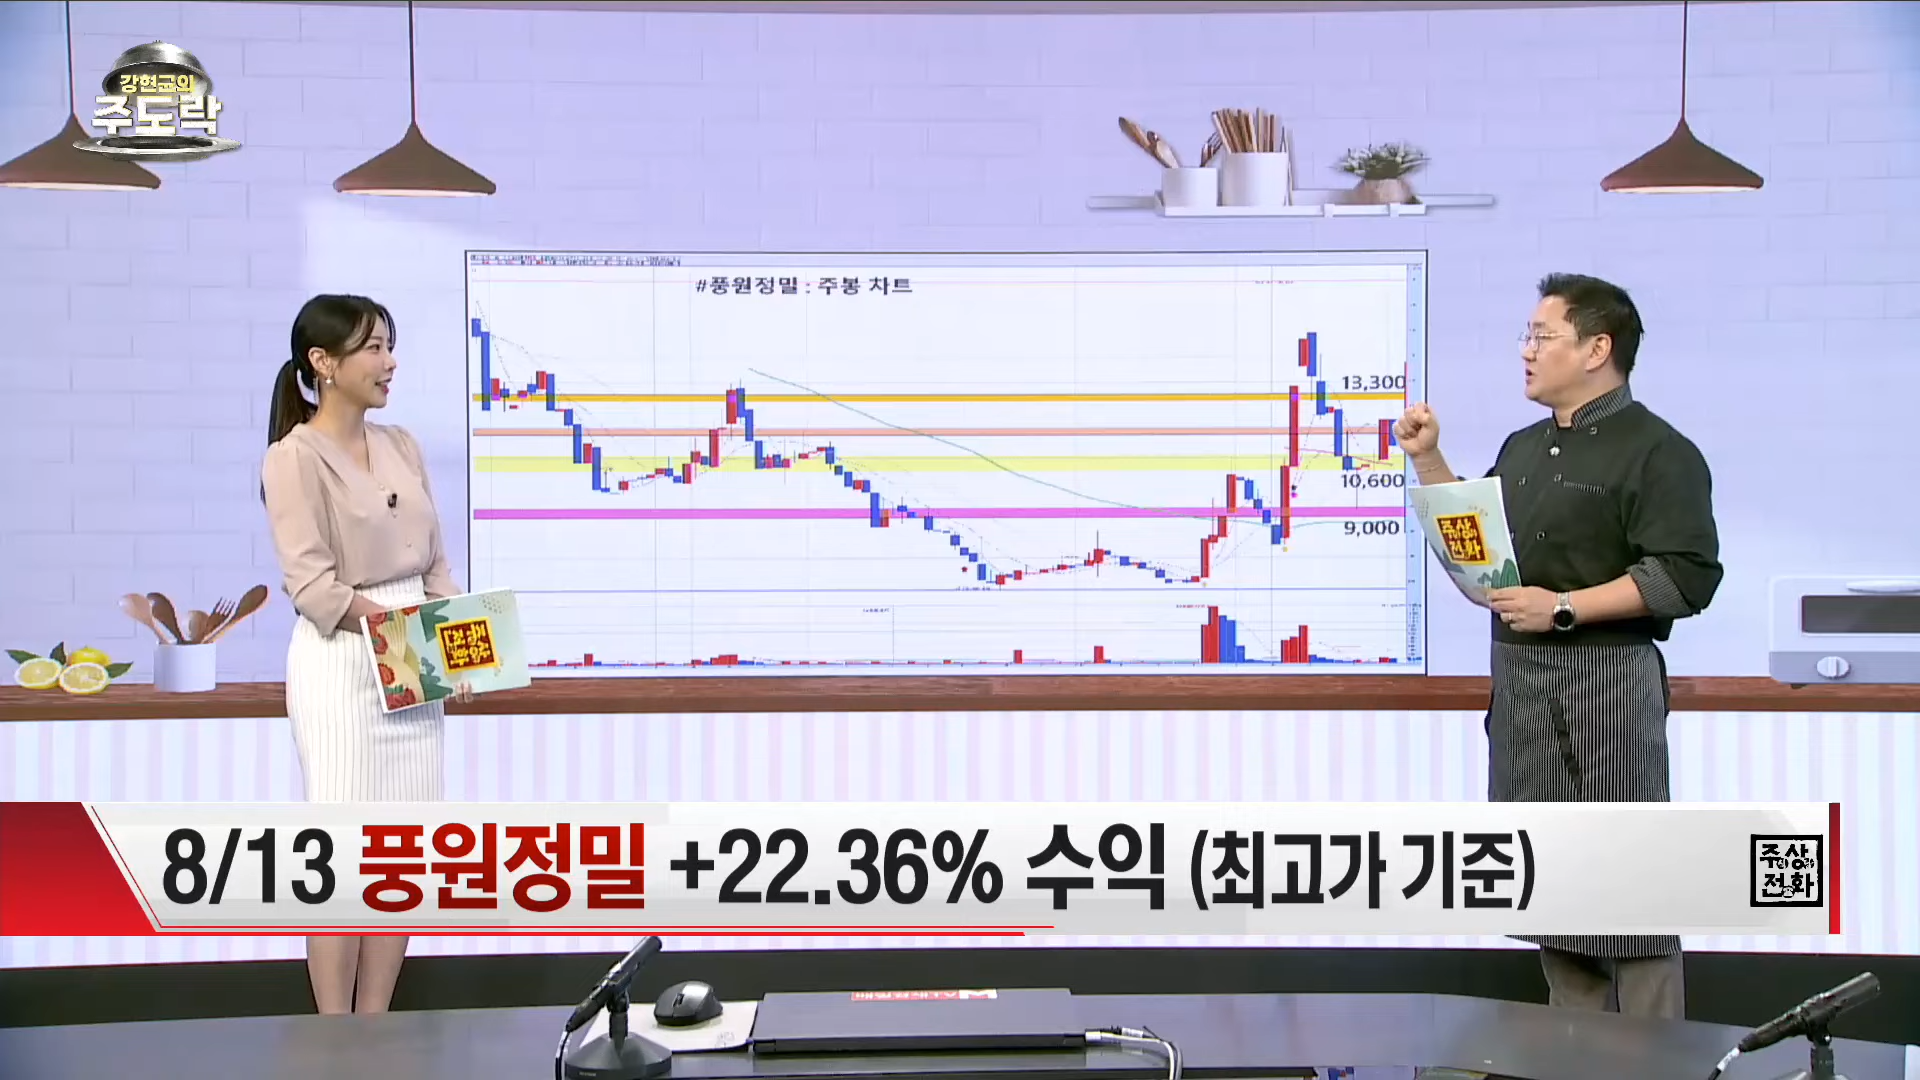 강현균의
주도락
#풍원정밀 : 주봉 차트
13,300
10,600
9,000
주상
전화
8/13 풍원정밀 +22.36% 수익 (최고가 기준)
주상
전화